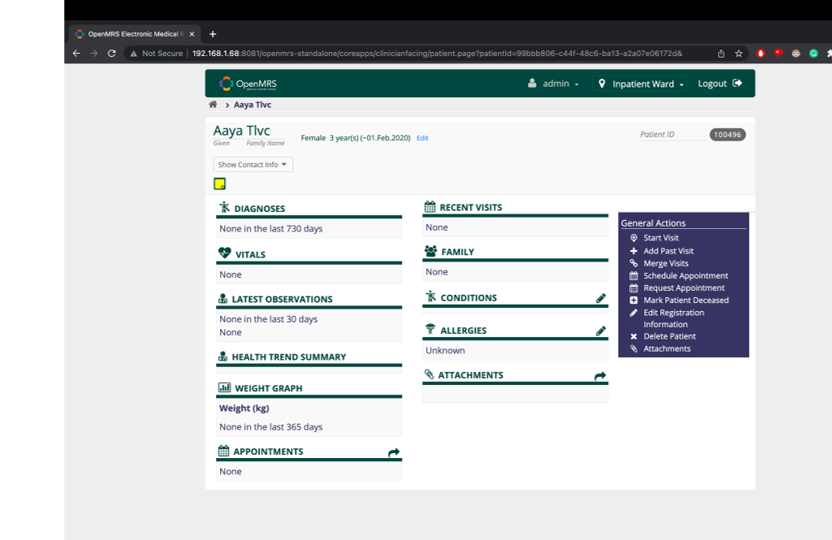 OpenMRS Electronic Medical R
Not Secure | 192.168.1.68:8081/openmrs-standalone/coreapps/clinicianfacing/patient.page?patientId=99bbb806-c44f-48c6-ba13-a2a07e06172d&
OpenMRS
admin
Inpatient Ward
Logout
Aaya Tlvc
Aaya Tlvc
Given Family Name
Female 3 year(s) (~01.Feb.2020) Edit
Patient ID 100496
Show Contact Info
DIAGNOSES
None in the last 730 days
VITALS
None
LATEST OBSERVATIONS
None in the last 30 days
None
HEALTH TREND SUMMARY
WEIGHT GRAPH
Weight (kg)
None in the last 365 days
APPOINTMENTS
None
RECENT VISITS
None
FAMILY
None
CONDITIONS
ALLERGIES
Unknown
ATTACHMENTS
General Actions
Start Visit
Add Past Visit
Merge Visits
Schedule Appointment
Request Appointment
Mark Patient Deceased
Edit Registration
Information
Delete Patient
Attachments